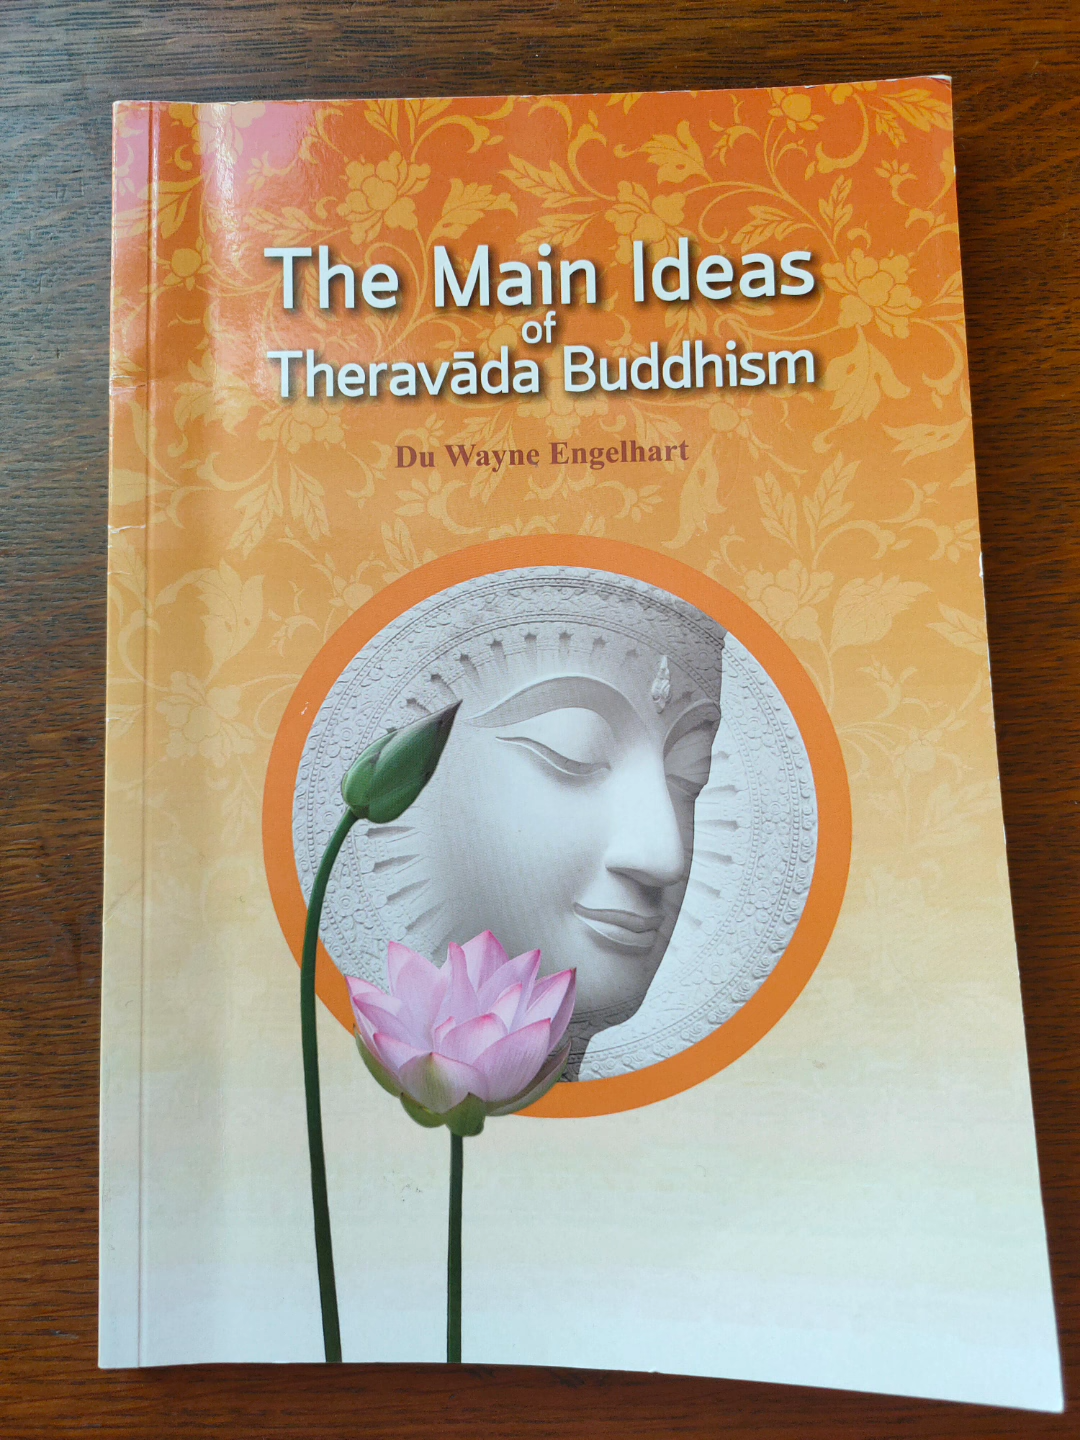 The Main Ideas
of
Theravāda Buddhism
Du Wayne Engelhart